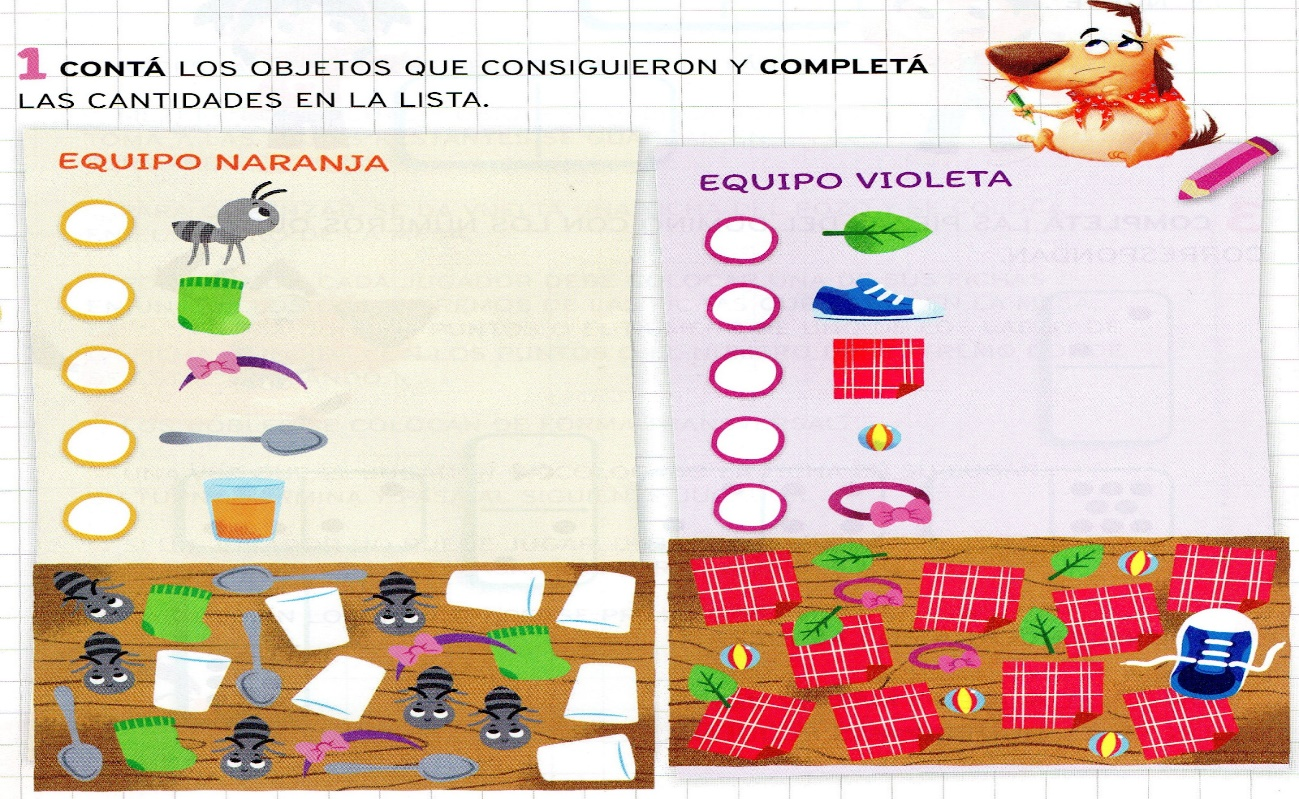 1 CONTÁ LOS OBJETOS QUE CONSIGUIERON Y COMPLETÁ
LAS CANTIDADES EN LA LISTA.
EQUIPO NARANJA
EQUIPO VIOLETA